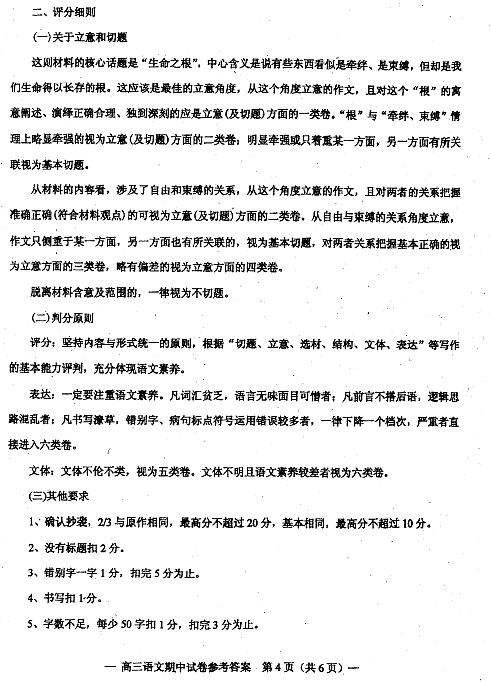 二、评分细则
(一)关于立意和切题
这则材料的核心话题是“生命之根”，中心含义是说有些东西看似是牵绊、是束缚，但却是我
们生命得以长存的根。这应该是最佳的立意角度，从这个角度立意的作文，且对这个“根”的寓
意阐述、演绎正确合理、独到深刻的应是立意(及切题)方面的一类卷。“根”与“牵绊、束缚”情
理上略显牵强的视为立意(及切题)方面的二类卷；明显牵强或只着重某一方面，另一方面有所关
联视为基本切题。
从材料的内容看，涉及了自由和束缚的关系，从这个角度立意的作文，且对两者的关系把握
准确正确(符合材料观点)的可视为立意(及切题)方面的二类卷。从自由与束缚的关系角度立意，
作文只侧重于某一方面，另一方面也有所关联的，视为基本切题，对两者关系把握基本正确的视
为立意方面的三类卷，略有偏差的视为立意方面的四类卷。
脱离材料含意及范围的，一律视为不切题。
(二)判分原则
评分：坚持内容与形式统一的原则，根据“切题、立意、选材、结构、文体、表达”等写作
的基本能力评判，充分体现语文素养。
表达：一定要注重语文素养。凡词汇贫乏，语言无味面目可憎者；凡前言不搭后语，逻辑思
路混乱者；凡书写潦草，错别字、病句标点符号运用错误较多者，一律下降一个档次，严重者直
接进入六类卷。
文体：文体不伦不类，视为五类卷。文体不明且语文素养较差者视为六类卷。
(三)其他要求
1、确认抄袭，2/3与原作相同，最高分不超过20分，基本相同，最高分不超过10分。
2、没有标题扣2分。
3、错别字一字1分，扣完5分为止。
4、书写扣1分。
5、字数不足，每少50字扣1分，扣完3分为止。
— 高三语文期中试卷参考答案 第4页（共6页）—